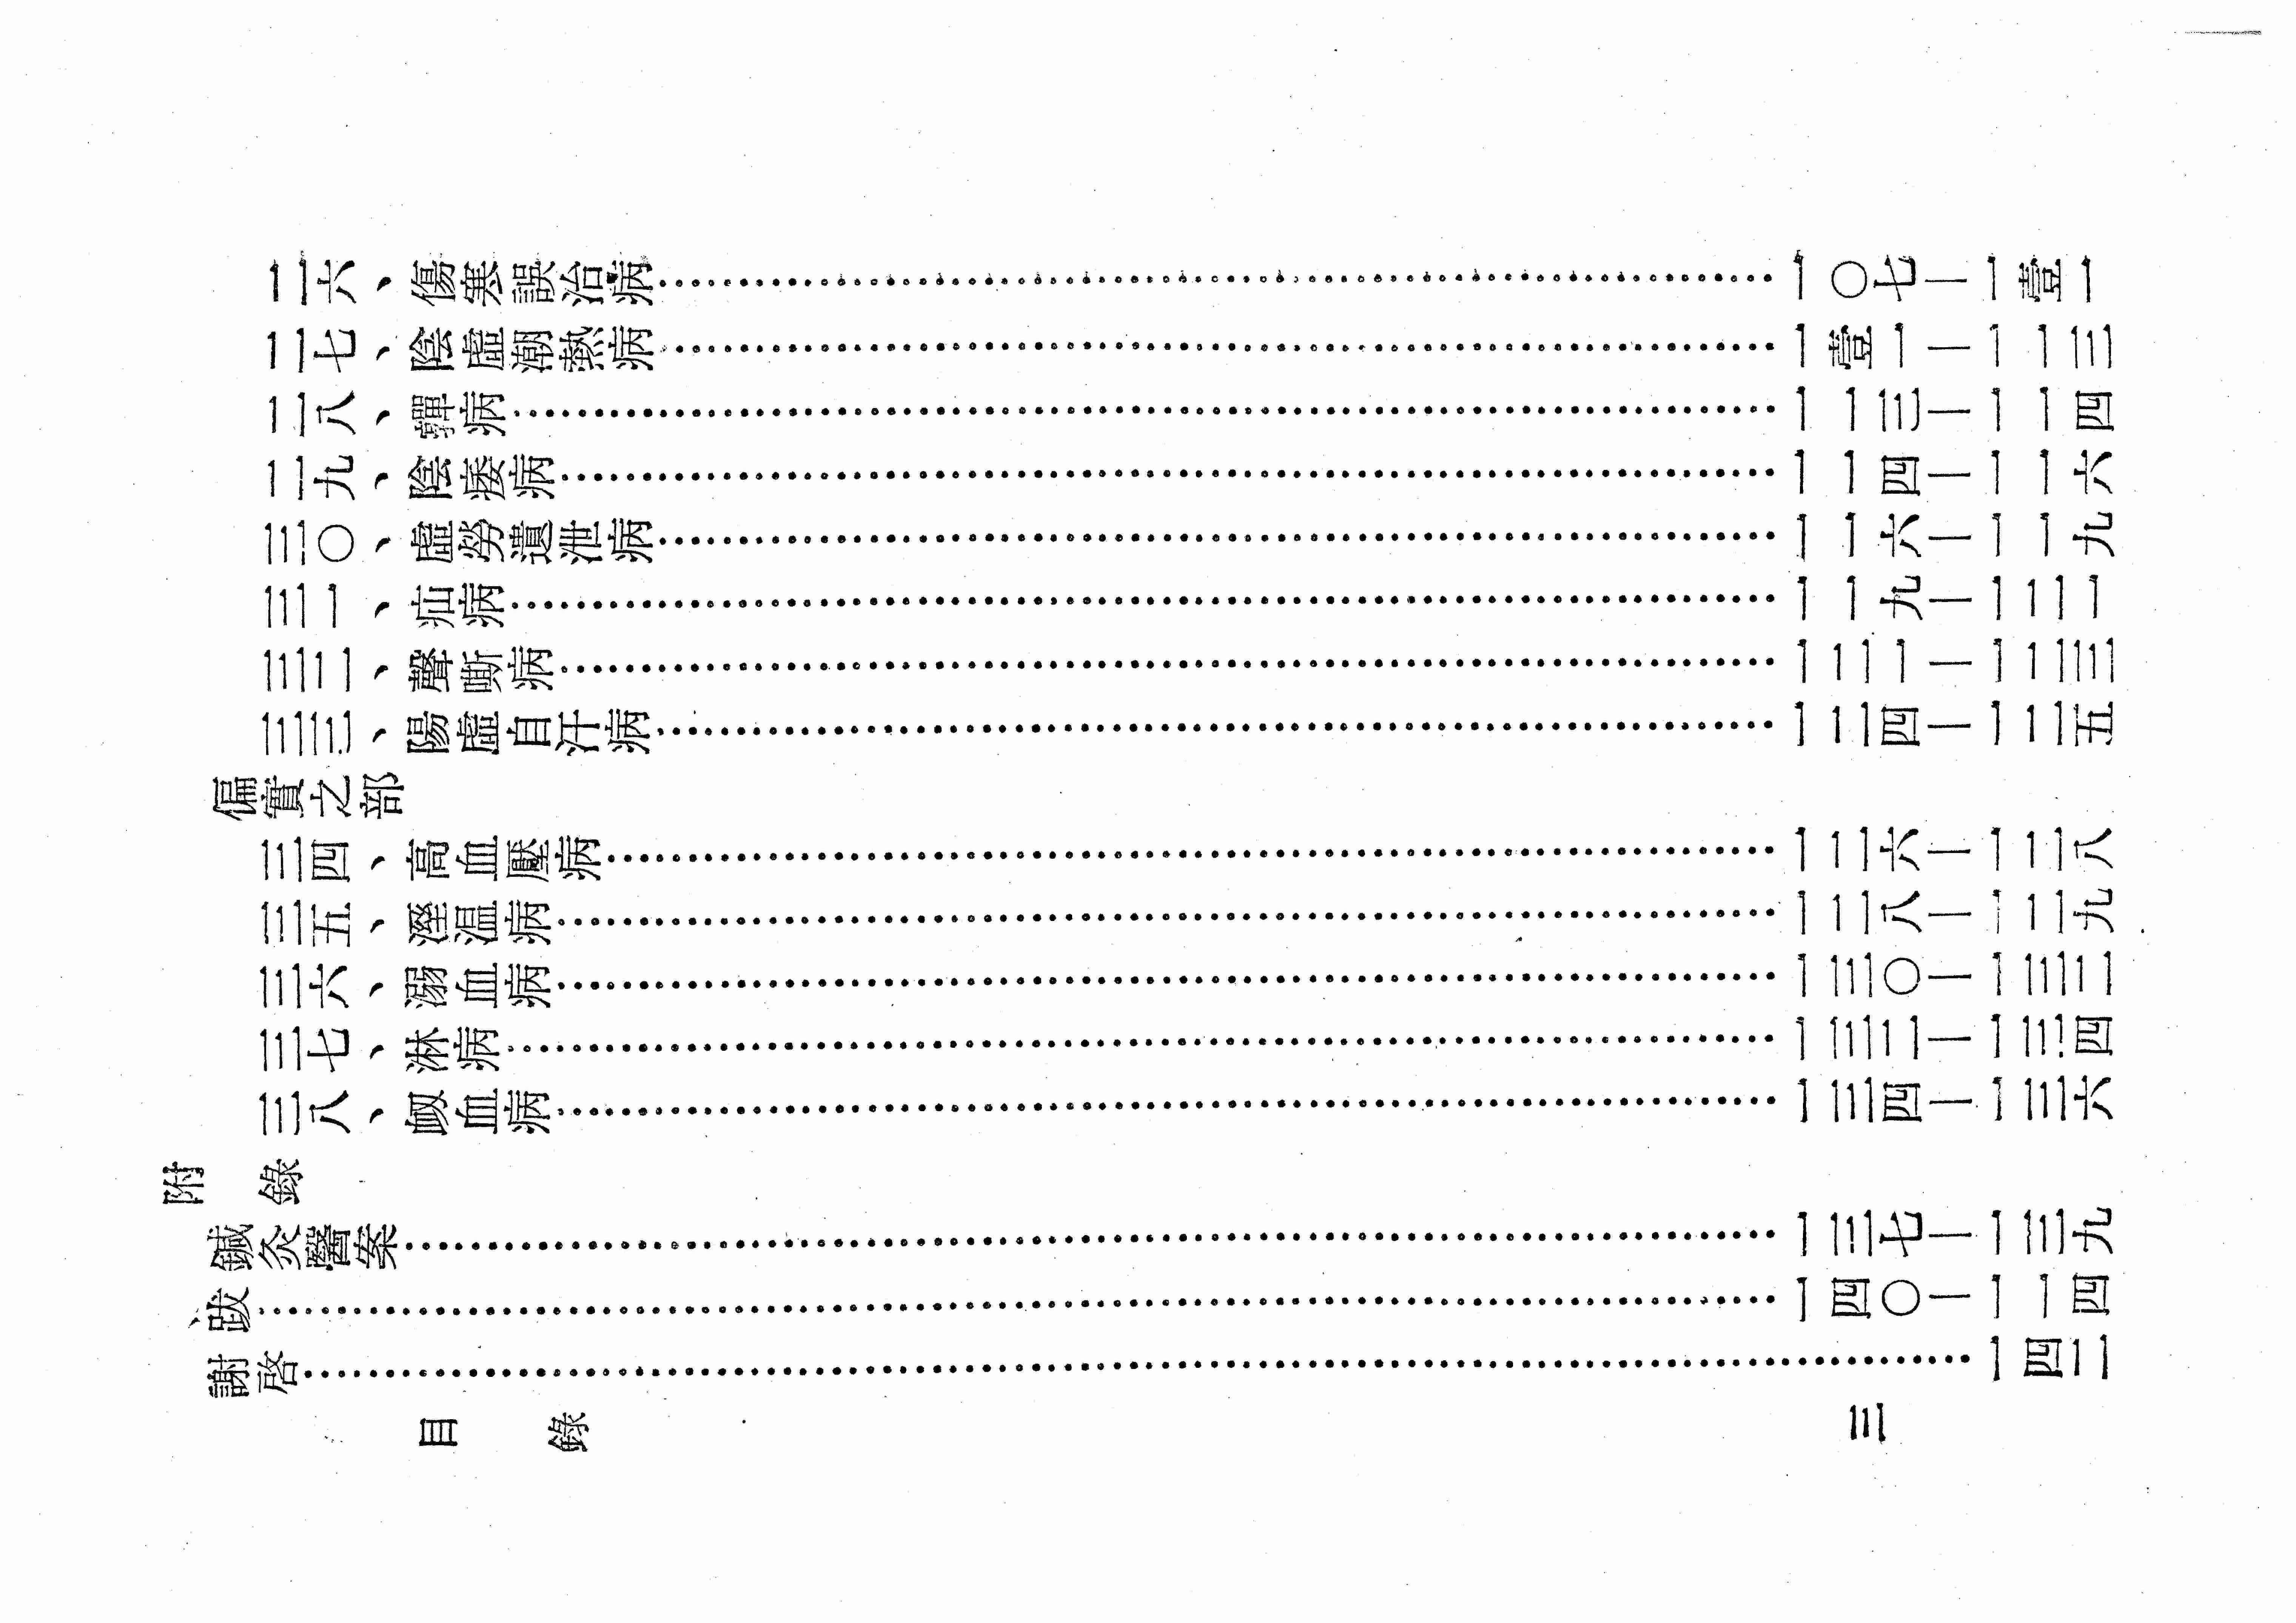 二六、傷寒誤治病……一〇七—一壹一
二七、陰虛潮熱病……一壹一—一一三
二八、病……一一三—一一四
二九、陰痿病……一一四—一一六
三〇、虛勞遺泄病……一一六—一一九
三一、疝病……一一九—一二一
三二、聲嘶病……一二一—一二三
三三、陽虛自汗病……一二四—一二五
偏實之部
三四、高血壓病……一二六—一二八
三五、溼温病……一二八—一二九
三六、溺血病……一三〇—一三二
三七、淋病……一三二—一三四
三八、衂血病……一三四—一三六
附　錄
鍼灸醫案……一三七—一三九
跋……一四〇—一一四
謝啓……一四二
目　錄　三